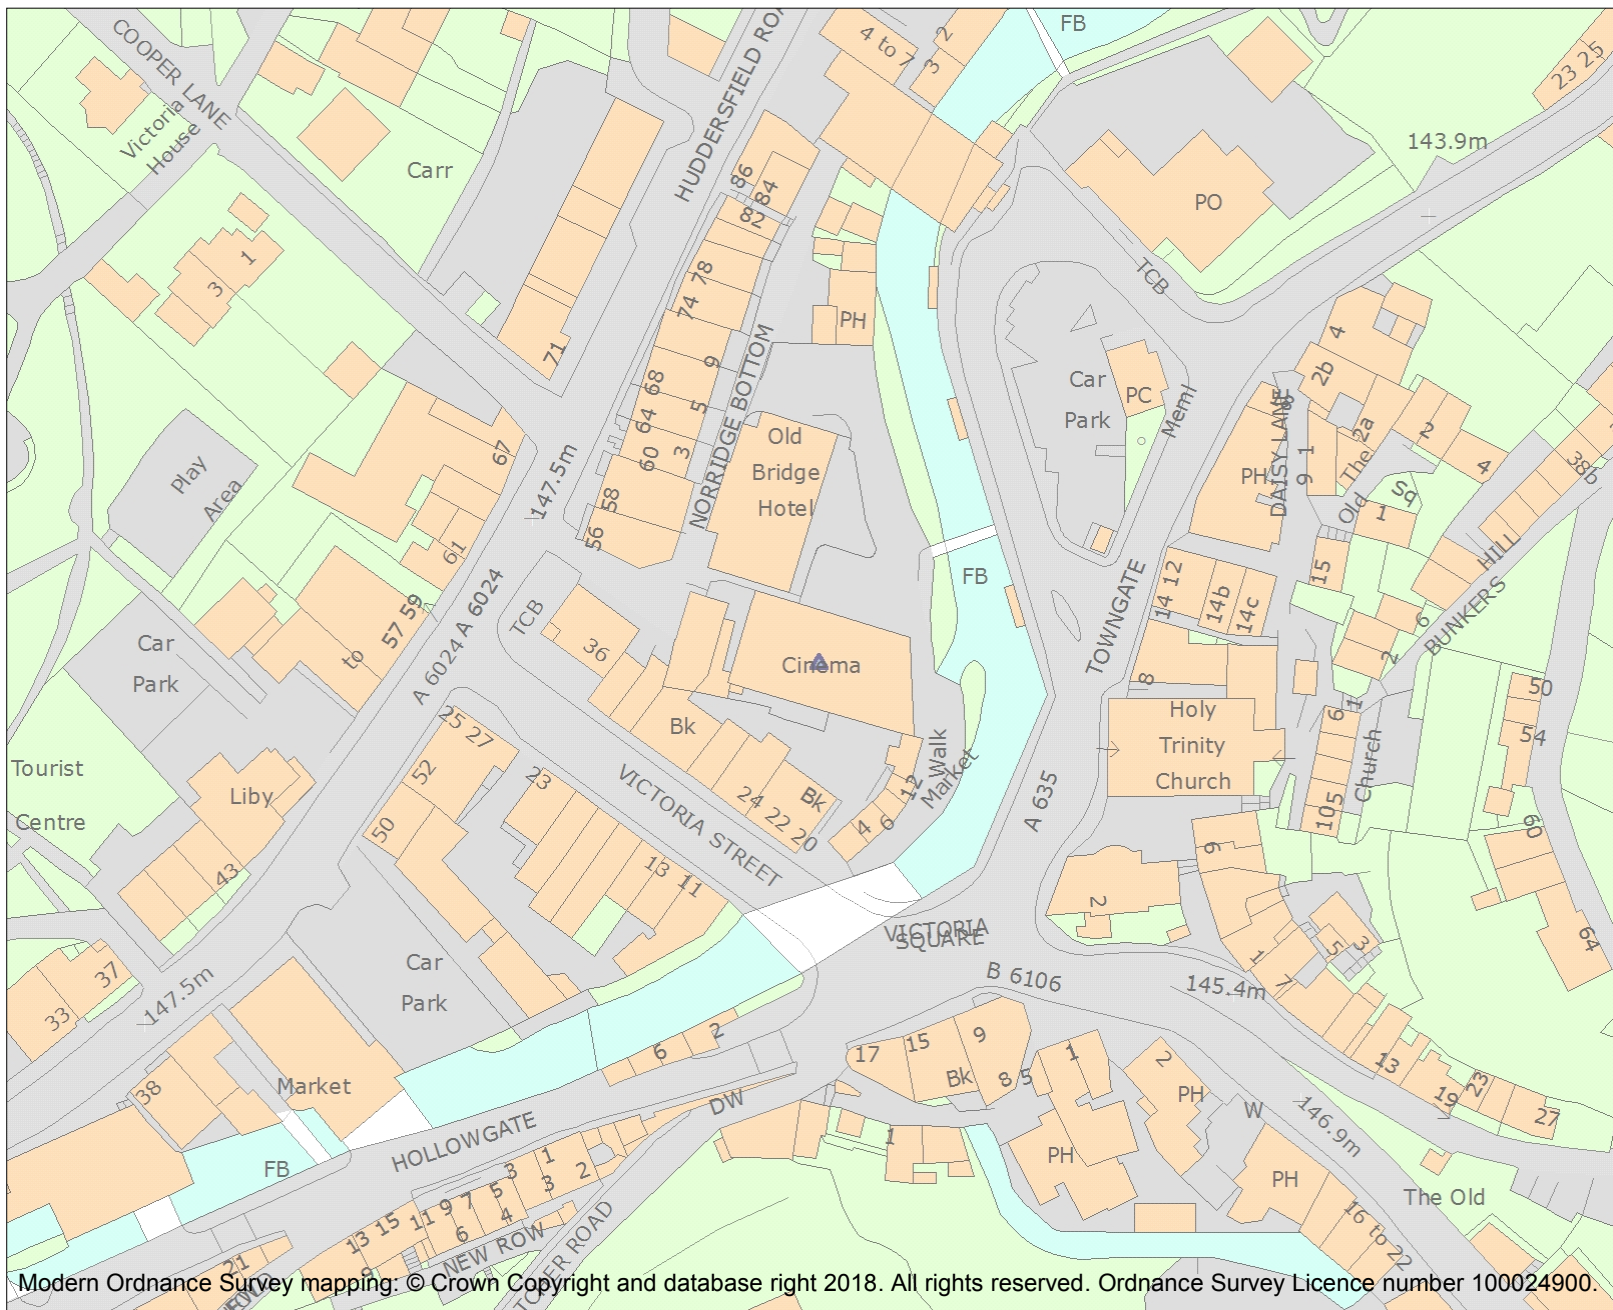 COOPER LANE
Victoria
House
Carr
HUDDERSFIELD ROA
4 to 7
2
3
FB
23 25
143.9m
PO
TCB
86
84
82
78
74
68
64
60
58
56
9
5
3
NORRIDGE BOTTOM
PH
1
3
71
67
61
147.5m
Play
Area
Old
Bridge
Hotel
Car
Park
PC
Meml
4
2b
2a
2
4
38b
PH
DAISY LANE
1
9
The
Old
Sq
1
15
HILL
BUNKERS
6
2
FB
TOWNGATE
12
14
14b
14c
8
A 6024
A 6024
TCB
57 59
to
Car
Park
36
Cinema
Bk
Holy
Trinity
Church
6
1
Church
10
5
50
54
60
64
Tourist
Centre
Liby
43
25 27
52
50
23
VICTORIA STREET
24 22 20
Bk
4
6
12
Walk
Market
A 635
13
11
VICTORIA
SQUARE
2
6
1
7
5
3
B 6106
145.4m
37
33
147.5m
Car
Park
38
Market
6
2
17
15
9
Bk
8
5
1
2
PH
PH
W
146.9m
PH
13
19
23
27
The Old
16 to 22
DW
1
HOLLOWGATE
FB
1
3
2
3
5
4
7
9
6
11
15
13
9
21
NEW ROW
Modern Ordnance Survey mapping: © Crown Copyright and database right 2018. All rights reserved. Ordnance Survey Licence number 100024900.